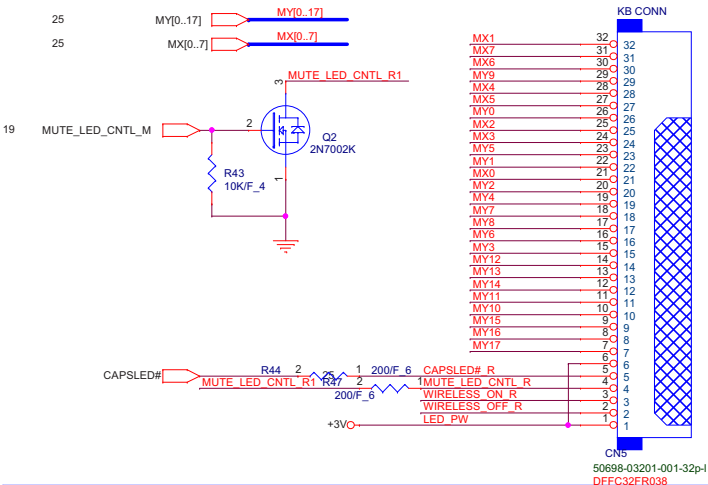 25 MY[0..17] MY[0..17]
25 MX[0..7] MX[0..7]
KB CONN
3 MUTE_LED_CNTL_R1
19 MUTE_LED_CNTL_M 2
Q2
2N7002K
R43
10K/F_4
1
MX1 32 32
MX7 31 31
MX6 30 30
MY9 29 29
MX4 28 28
MX5 27 27
MY0 26 26
MX2 25 25
MX3 24 24
MY5 23 23
MY1 22 22
MX0 21 21
MY2 20 20
MY4 19 19
MY7 18 18
MY8 17 17
MY6 16 16
MY3 15 15
MY12 14 14
MY13 13 13
MY14 12 12
MY11 11 11
MY10 10 10
MY15 9 9
MY16 8 8
MY17 7 7
6 6
CAPSLED# 25 R44 2 1 200/F_6 CAPSLED#_R 5 5
MUTE_LED_CNTL_R1 R47 2 1 200/F_6 MUTE_LED_CNTL_R 4 4
WIRELESS_ON_R 3 3
WIRELESS_OFF_R 2 2
+3V LED_PW 1 1
CN5
50698-03201-001-32p-l
DFFC32FR038